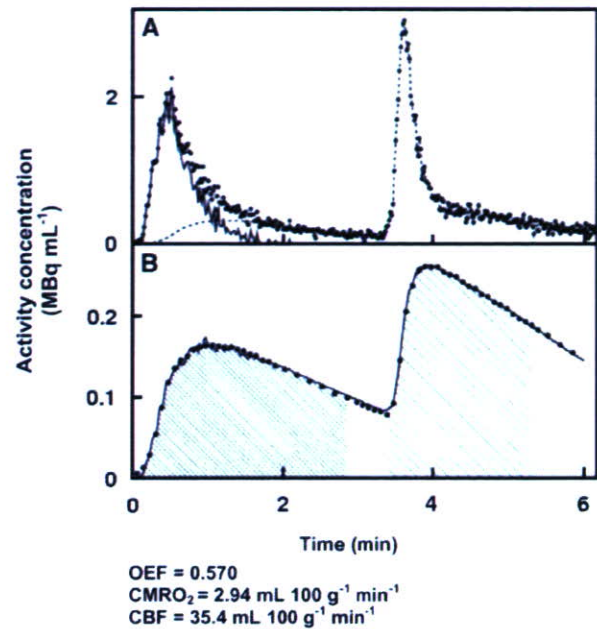 A
2
0
B
0.2
0.1
0
0
2
4
6
Activity concentration
(MBq mL⁻¹)
Time (min)
OEF = 0.570
CMRO₂ = 2.94 mL 100 g⁻¹ min⁻¹
CBF = 35.4 mL 100 g⁻¹ min⁻¹